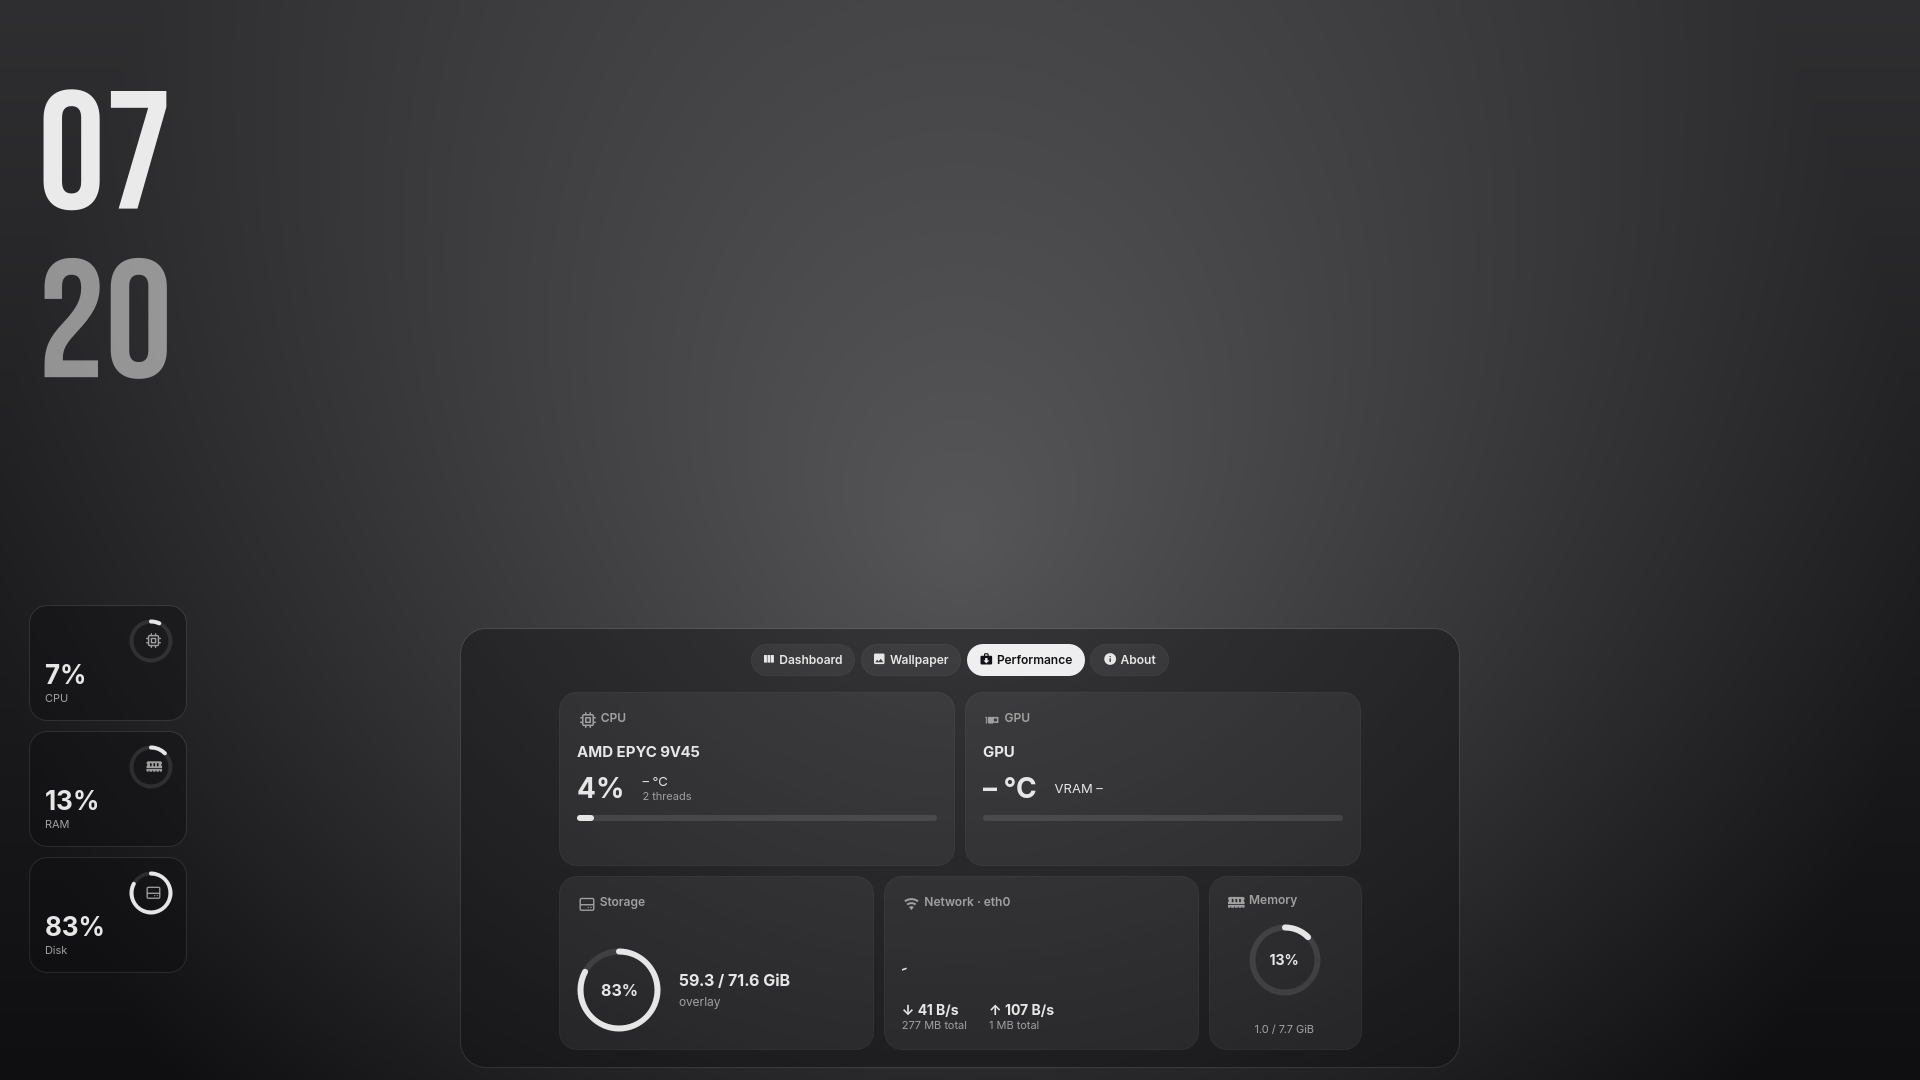 07
20
7%
CPU
13%
RAM
83%
Disk
Dashboard Wallpaper Performance About
CPU
AMD EPYC 9V45
4%
– °C
2 threads
GPU
GPU
– °C VRAM –
Storage
83%
59.3 / 71.6 GiB
overlay
Network · eth0
↓ 41 B/s ↑ 107 B/s
277 MB total 1 MB total
Memory
13%
1.0 / 7.7 GiB